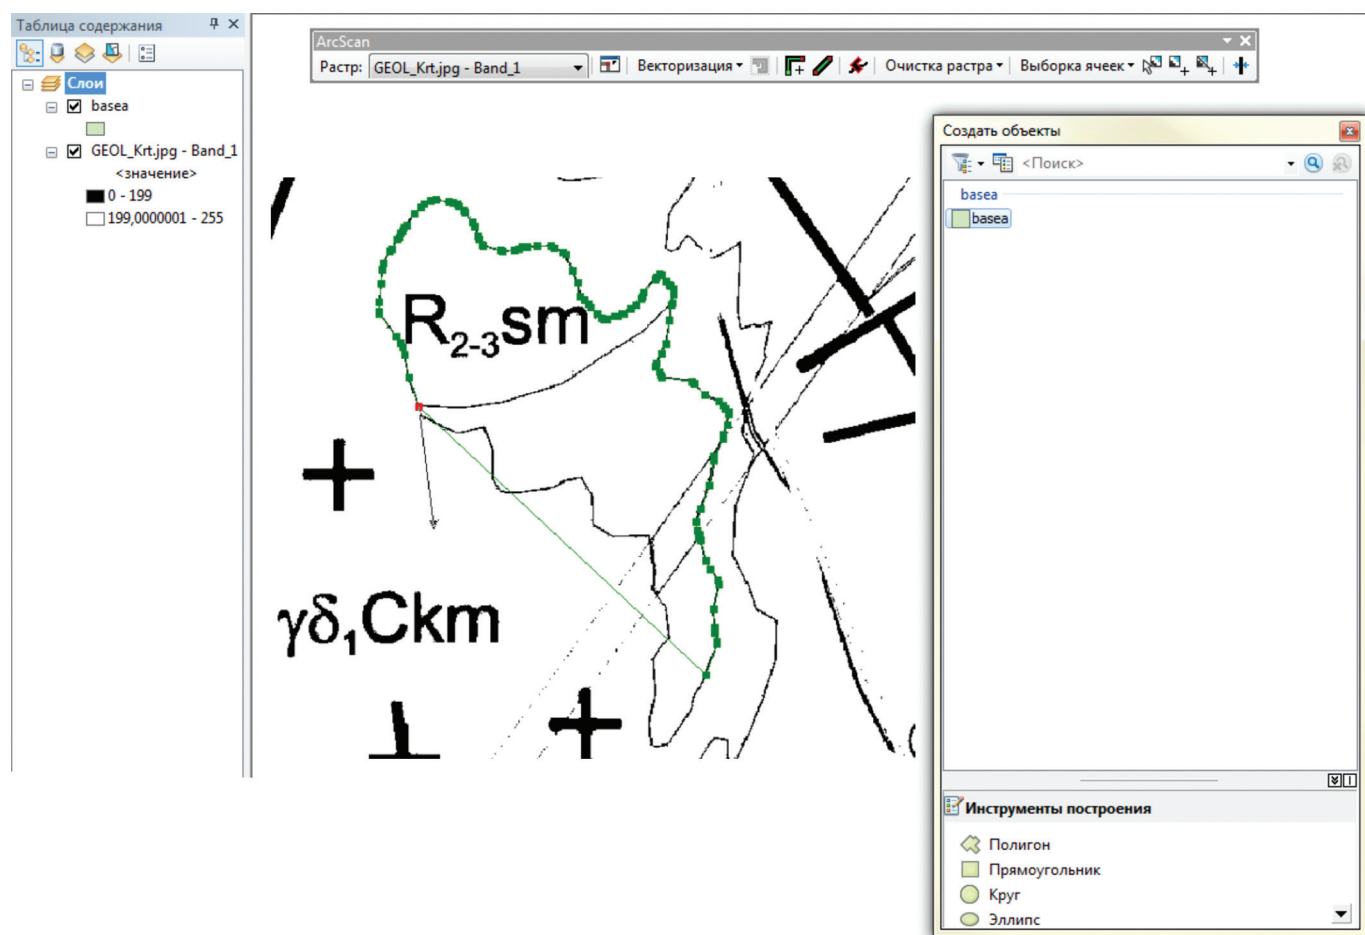 Таблица содержания
Слои
basea
GEOL_Krt.jpg - Band_1
<значение>
0 - 199
199,0000001 - 255
ArcScan
Растр: GEOL_Krt.jpg - Band_1 Векторизация Очистка растра Выборка ячеек
R2-3sm
γδ1Ckm
Создать объекты
<Поиск>
basea
basea
Инструменты построения
Полигон
Прямоугольник
Круг
Эллипс